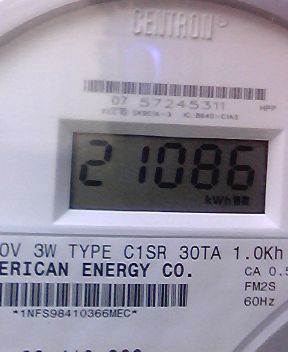 CENTRON
07 57245311 HPP
21086
kWh
0V 3W TYPE C1SR 30TA 1.0Kh
ERICAN ENERGY CO.
CA 0.5
FM2S
60Hz
*1NFS98410366MEC*